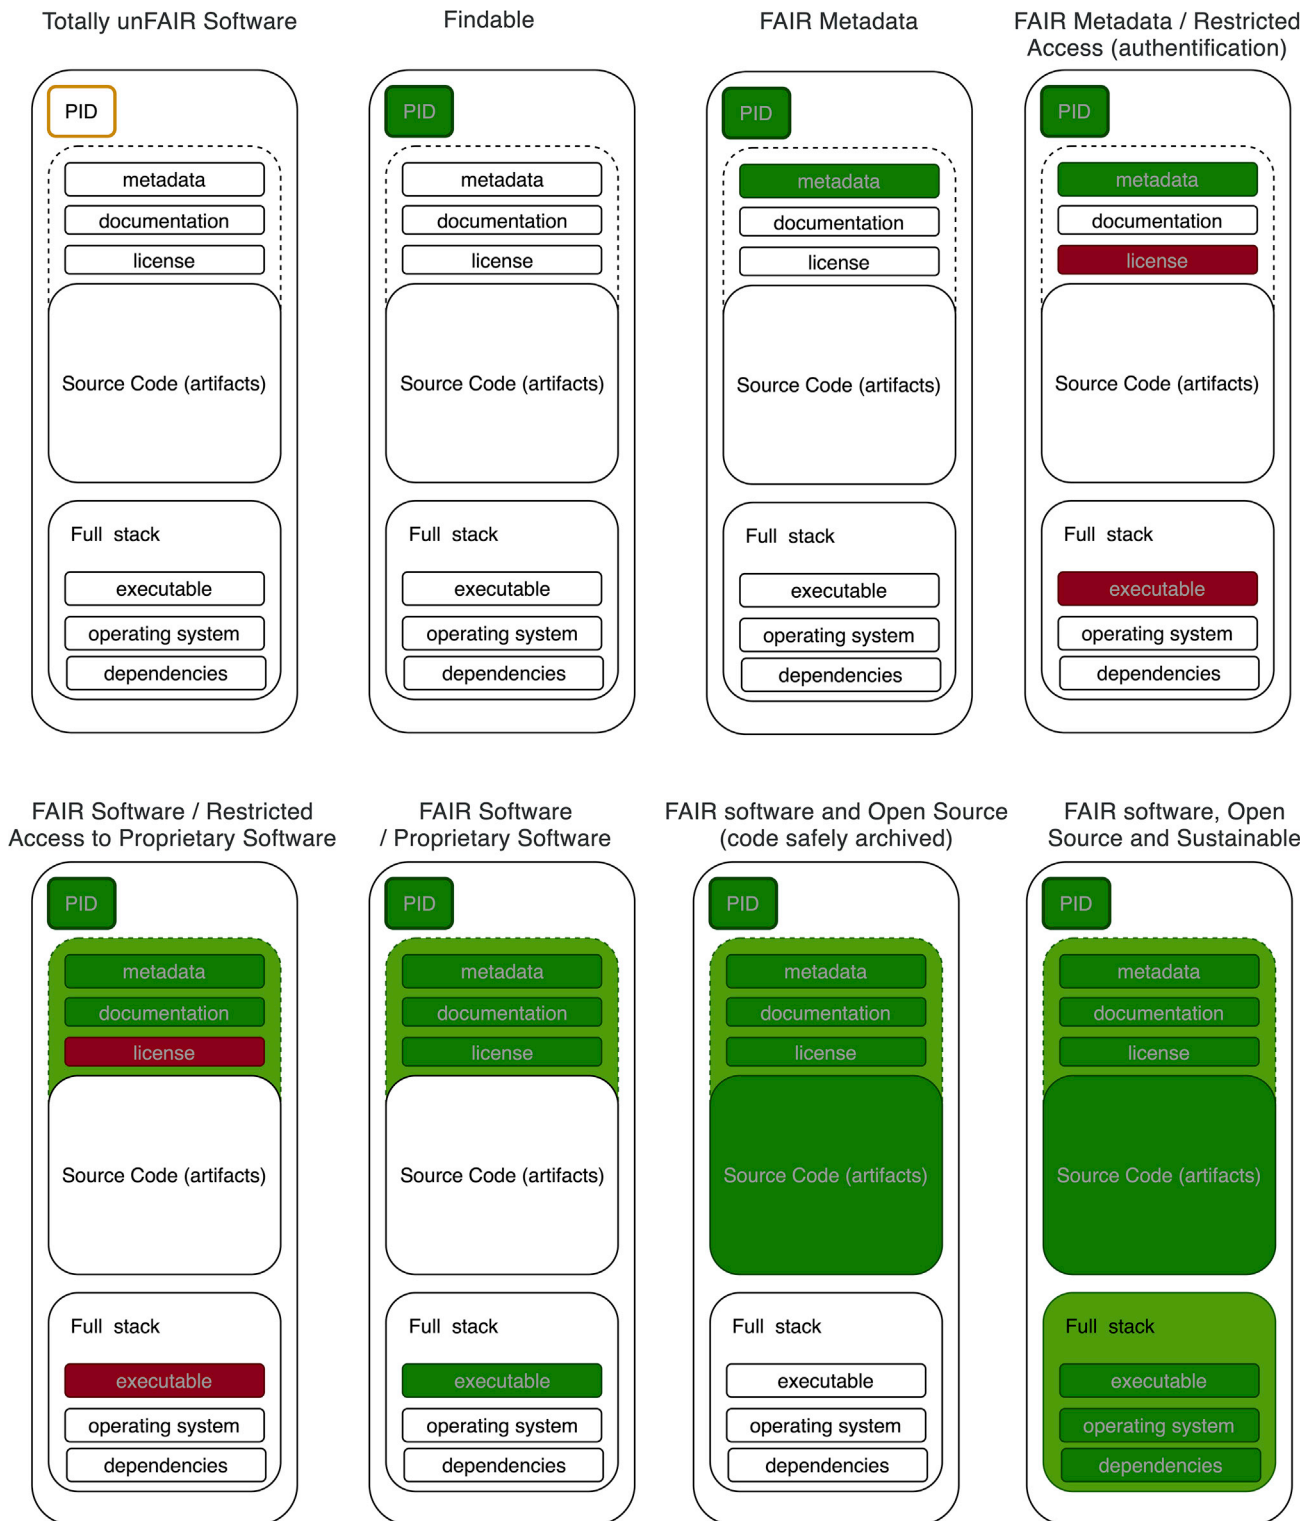 Totally unFAIR Software
PID
metadata
documentation
license
Source Code (artifacts)
Full stack
executable
operating system
dependencies
Findable
PID
metadata
documentation
license
Source Code (artifacts)
Full stack
executable
operating system
dependencies
FAIR Metadata
PID
metadata
documentation
license
Source Code (artifacts)
Full stack
executable
operating system
dependencies
FAIR Metadata / Restricted
Access (authentification)
PID
metadata
documentation
license
Source Code (artifacts)
Full stack
executable
operating system
dependencies
FAIR Software / Restricted
Access to Proprietary Software
PID
metadata
documentation
license
Source Code (artifacts)
Full stack
executable
operating system
dependencies
FAIR Software
/ Proprietary Software
PID
metadata
documentation
license
Source Code (artifacts)
Full stack
executable
operating system
dependencies
FAIR software and Open Source
(code safely archived)
PID
metadata
documentation
license
Source Code (artifacts)
Full stack
executable
operating system
dependencies
FAIR software, Open
Source and Sustainable
PID
metadata
documentation
license
Source Code (artifacts)
Full stack
executable
operating system
dependencies